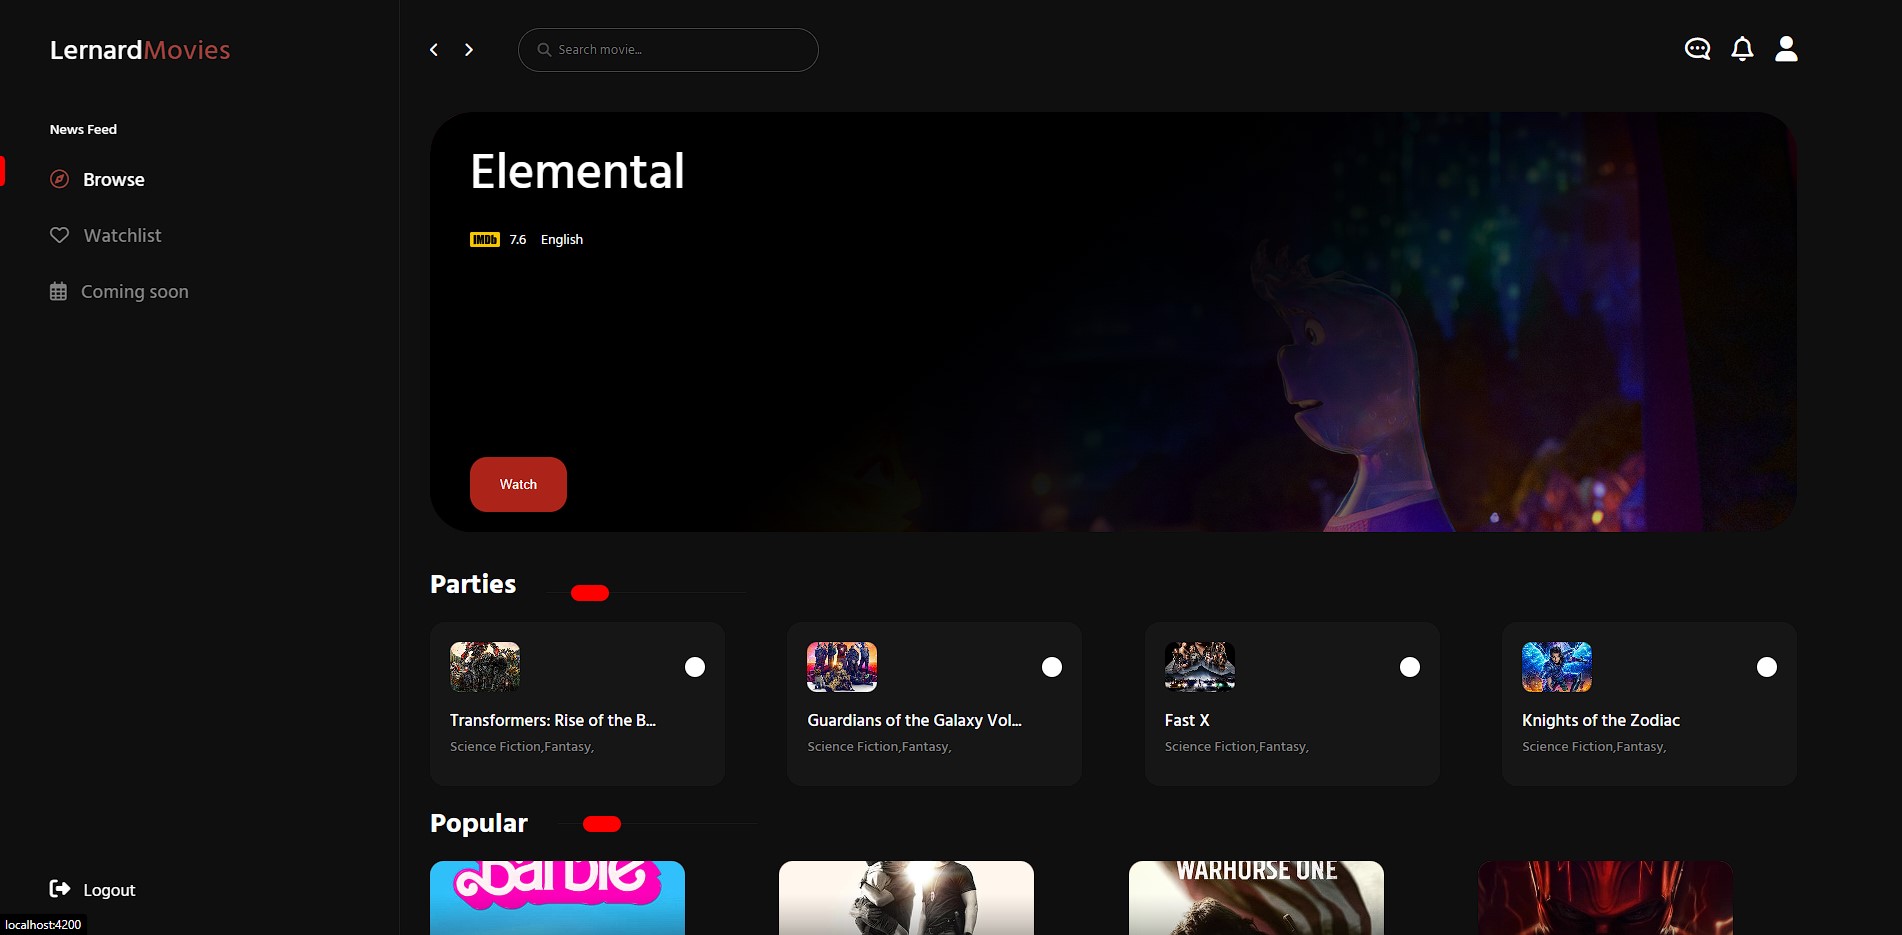 LernardMovies
Search movie...
News Feed
Browse
Watchlist
Coming soon
Elemental
IMDb 7.6 English
Watch
Parties
Transformers: Rise of the B...
Science Fiction,Fantasy,
Guardians of the Galaxy Vol...
Science Fiction,Fantasy,
Fast X
Science Fiction,Fantasy,
Knights of the Zodiac
Science Fiction,Fantasy,
Popular
Barbie
WARHORSE ONE
Logout
localhost:4200